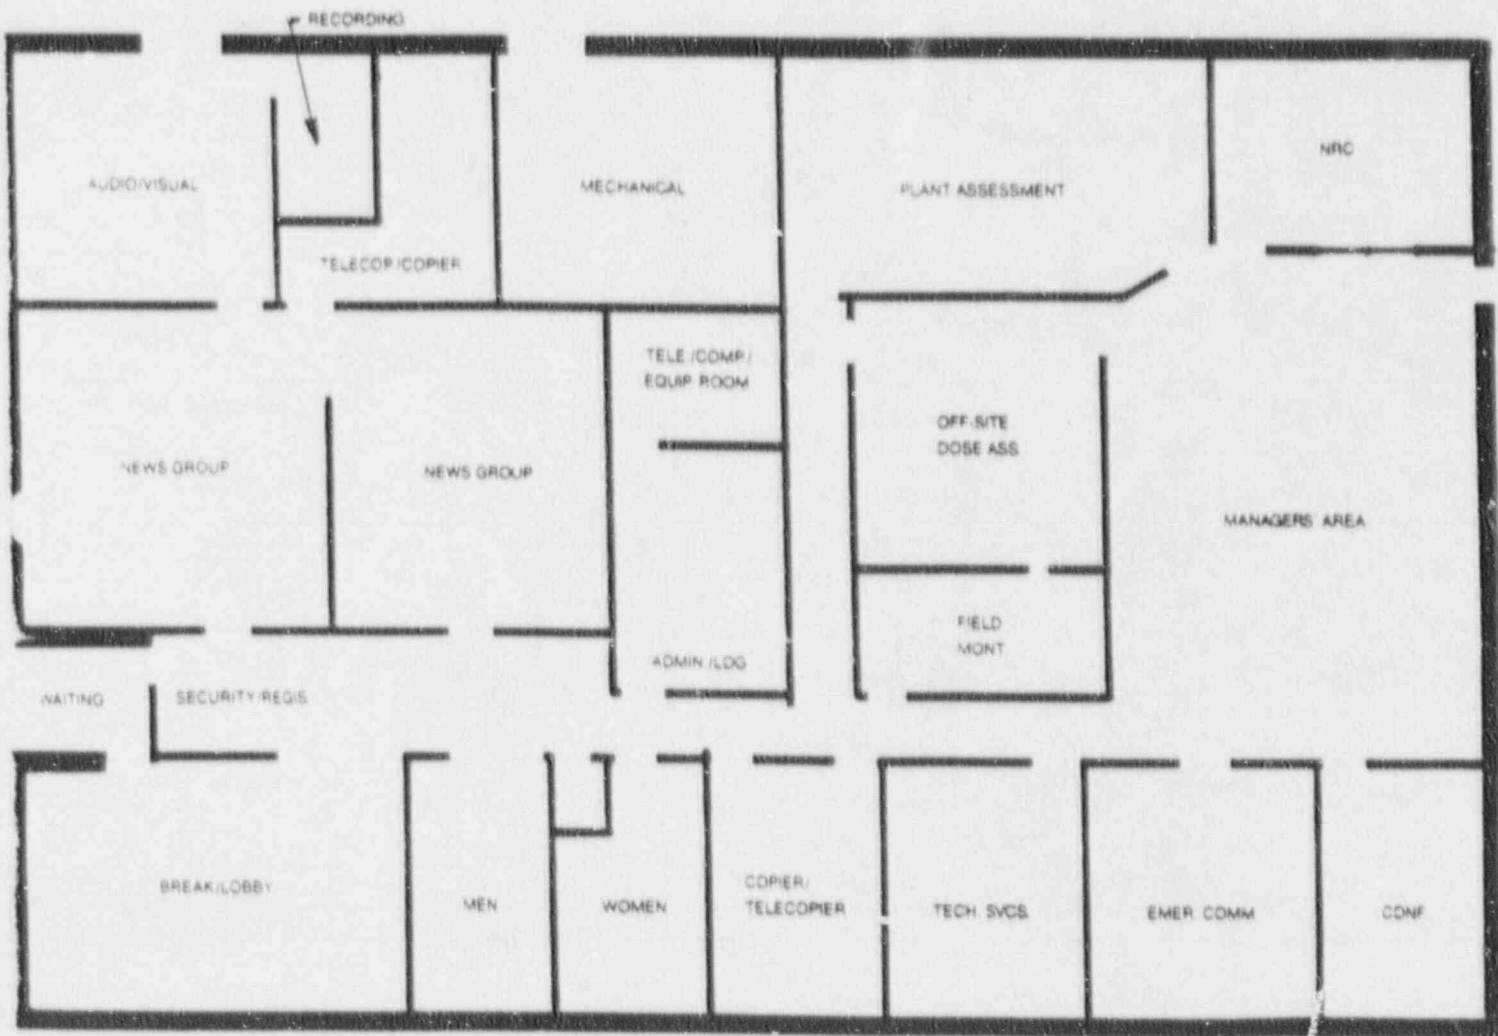 RECORDING
AUDIO/VISUAL
MECHANICAL
PLANT ASSESSMENT
NRC
TELECOP/COPIER
TELE./COMP./
EQUIP. ROOM
NEWS GROUP
NEWS GROUP
OFF-SITE
DOSE ASS.
MANAGERS AREA
FIELD
MONT
ADMIN./LOG
WAITING
SECURITY/REGIS.
BREAK/LOBBY
MEN
WOMEN
COPIER/
TELECOPIER
TECH. SVCS.
EMER. COMM
CONF.